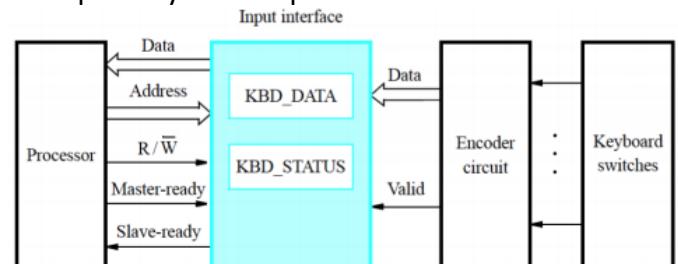 Input interface
Data
Address
R / W̅
Master-ready
Slave-ready
Processor
KBD_DATA
KBD_STATUS
Data
Valid
Encoder
circuit
Keyboard
switches